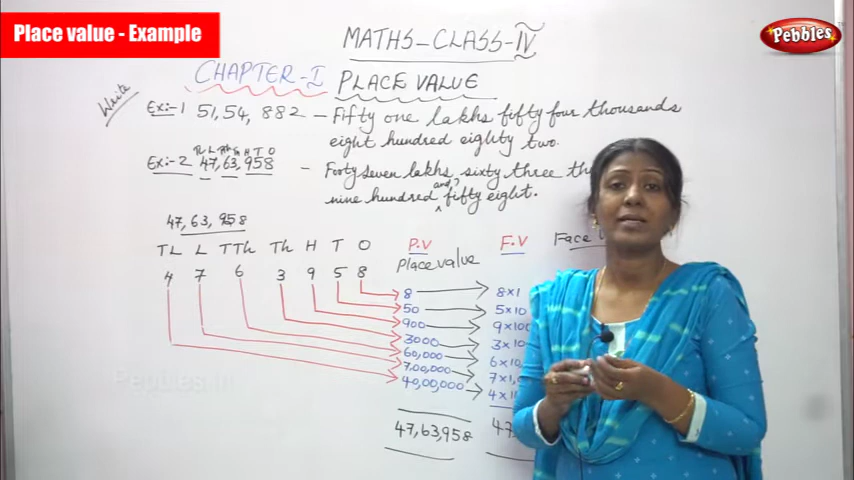 Place value - Example
Pebbles
MATHS-CLASS-IV
CHAPTER-I PLACE VALUE
Write
Ex:-1 51,54,882 - Fifty one lakhs fifty four thousands
eight hundred eighty two.
TL L TTh Th H T O
Ex:-2 47,63,958 - Forty seven lakhs sixty three
and,
nine hundred ^ fifty eight.
47,63,958
TL L TTh Th H T O P.V F.V Face
Place value
4 7 6 3 9 5 8
8 8×1
50 5×10
900 9×100
3000 3×10
60,000 6×10
7,00,000 7×1,
40,00,000 4×10
47,63,958 47